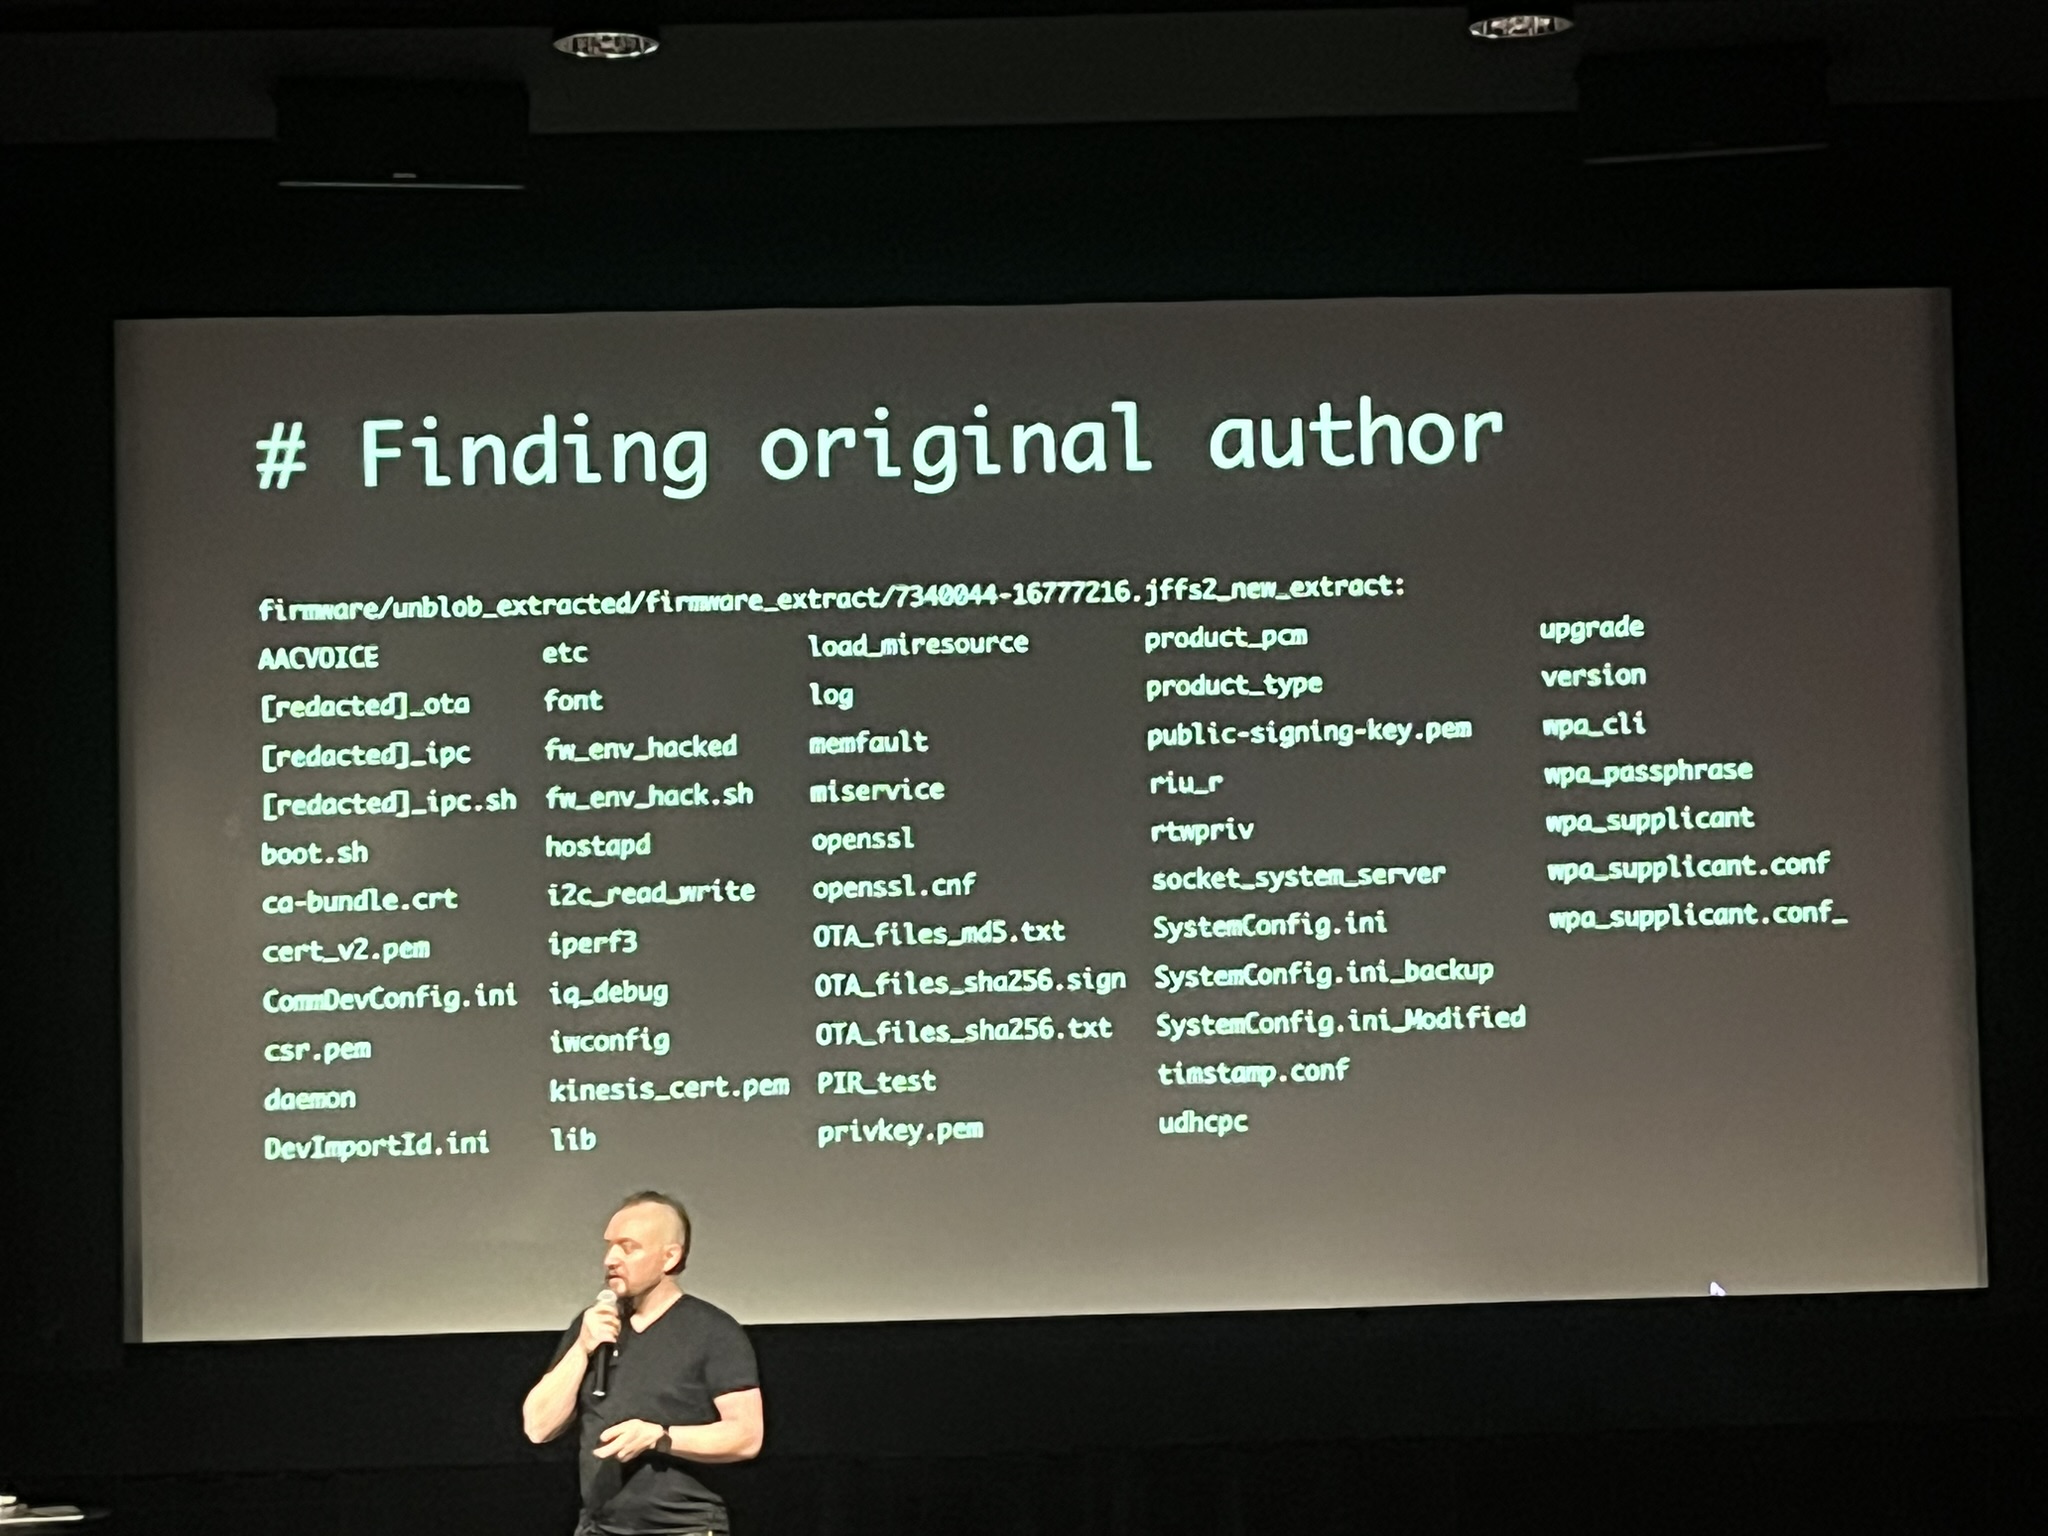 # Finding original author
firmware/unblob_extracted/firmware_extract/7340044-16777216.jffs2_new_extract:
AACVOICE etc load_miresource product_pcm upgrade
[redacted]_ota font log product_type version
[redacted]_ipc fw_env_hacked memfault public-signing-key.pem wpa_cli
[redacted]_ipc.sh fw_env_hack.sh miservice riu_r wpa_passphrase
boot.sh hostapd openssl rtwpriv wpa_supplicant
ca-bundle.crt i2c_read_write openssl.cnf socket_system_server wpa_supplicant.conf
cert_v2.pem iperf3 OTA_files_md5.txt SystemConfig.ini wpa_supplicant.conf_
CommDevConfig.ini iq_debug OTA_files_sha256.sign SystemConfig.ini_backup
csr.pem iwconfig OTA_files_sha256.txt SystemConfig.ini_Modified
daemon kinesis_cert.pem PIR_test timstamp.conf
DevImportId.ini lib privkey.pem udhcpc